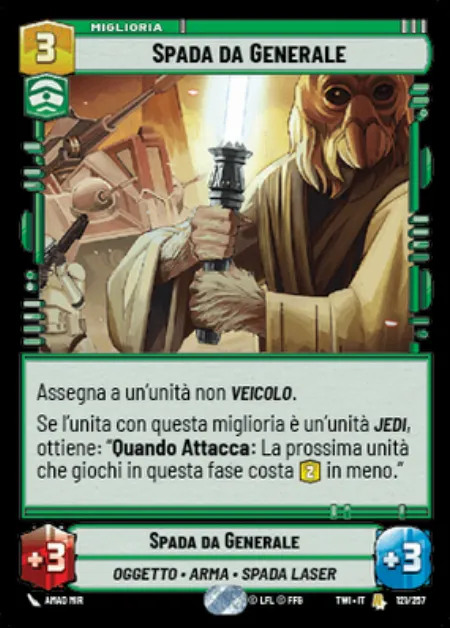 MIGLIORIA
3
SPADA DA GENERALE
Assegna a un'unità non VEICOLO.
Se l'unita con questa miglioria è un'unità JEDI,
ottiene: "Quando Attacca: La prossima unità
che giochi in questa fase costa 2 in meno."
+3
SPADA DA GENERALE
+3
OGGETTO • ARMA • SPADA LASER
AMAD MIR
© LFL © FFG
TWI • IT
121/257